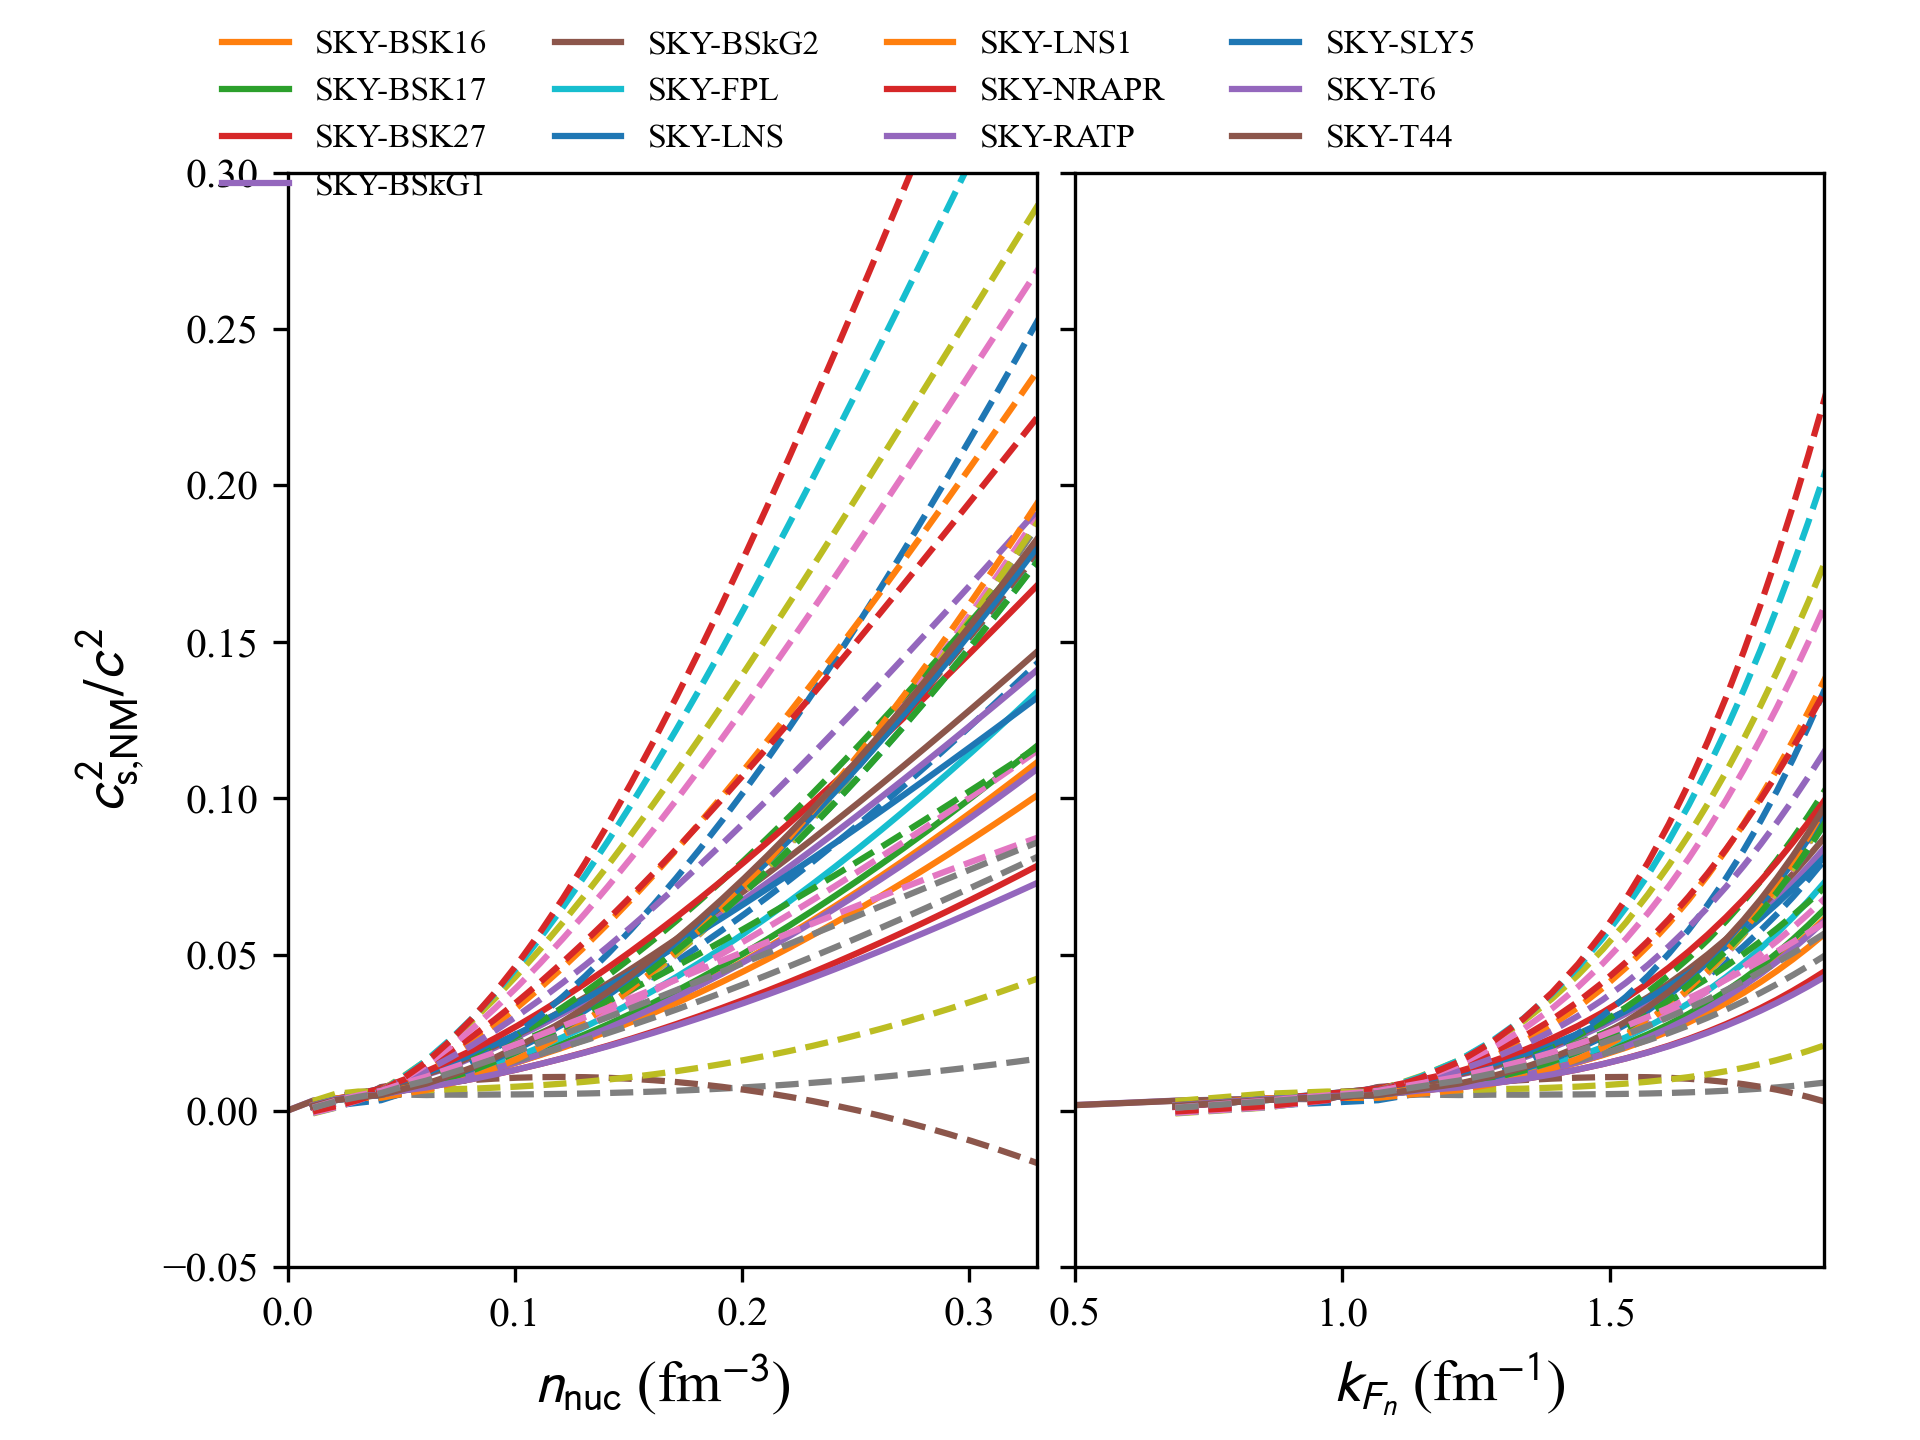 SKY-BSK16 SKY-BSkG2 SKY-LNS1 SKY-SLY5
SKY-BSK17 SKY-FPL SKY-NRAPR SKY-T6
SKY-BSK27 SKY-LNS SKY-RATP SKY-T44
SKY-BSkG1
0.30
0.25
0.20
0.15
0.10
0.05
0.00
−0.05
c²s,NM/c²
0.0 0.1 0.2 0.3 0.5 1.0 1.5
nnuc (fm⁻³) kFn (fm⁻¹)